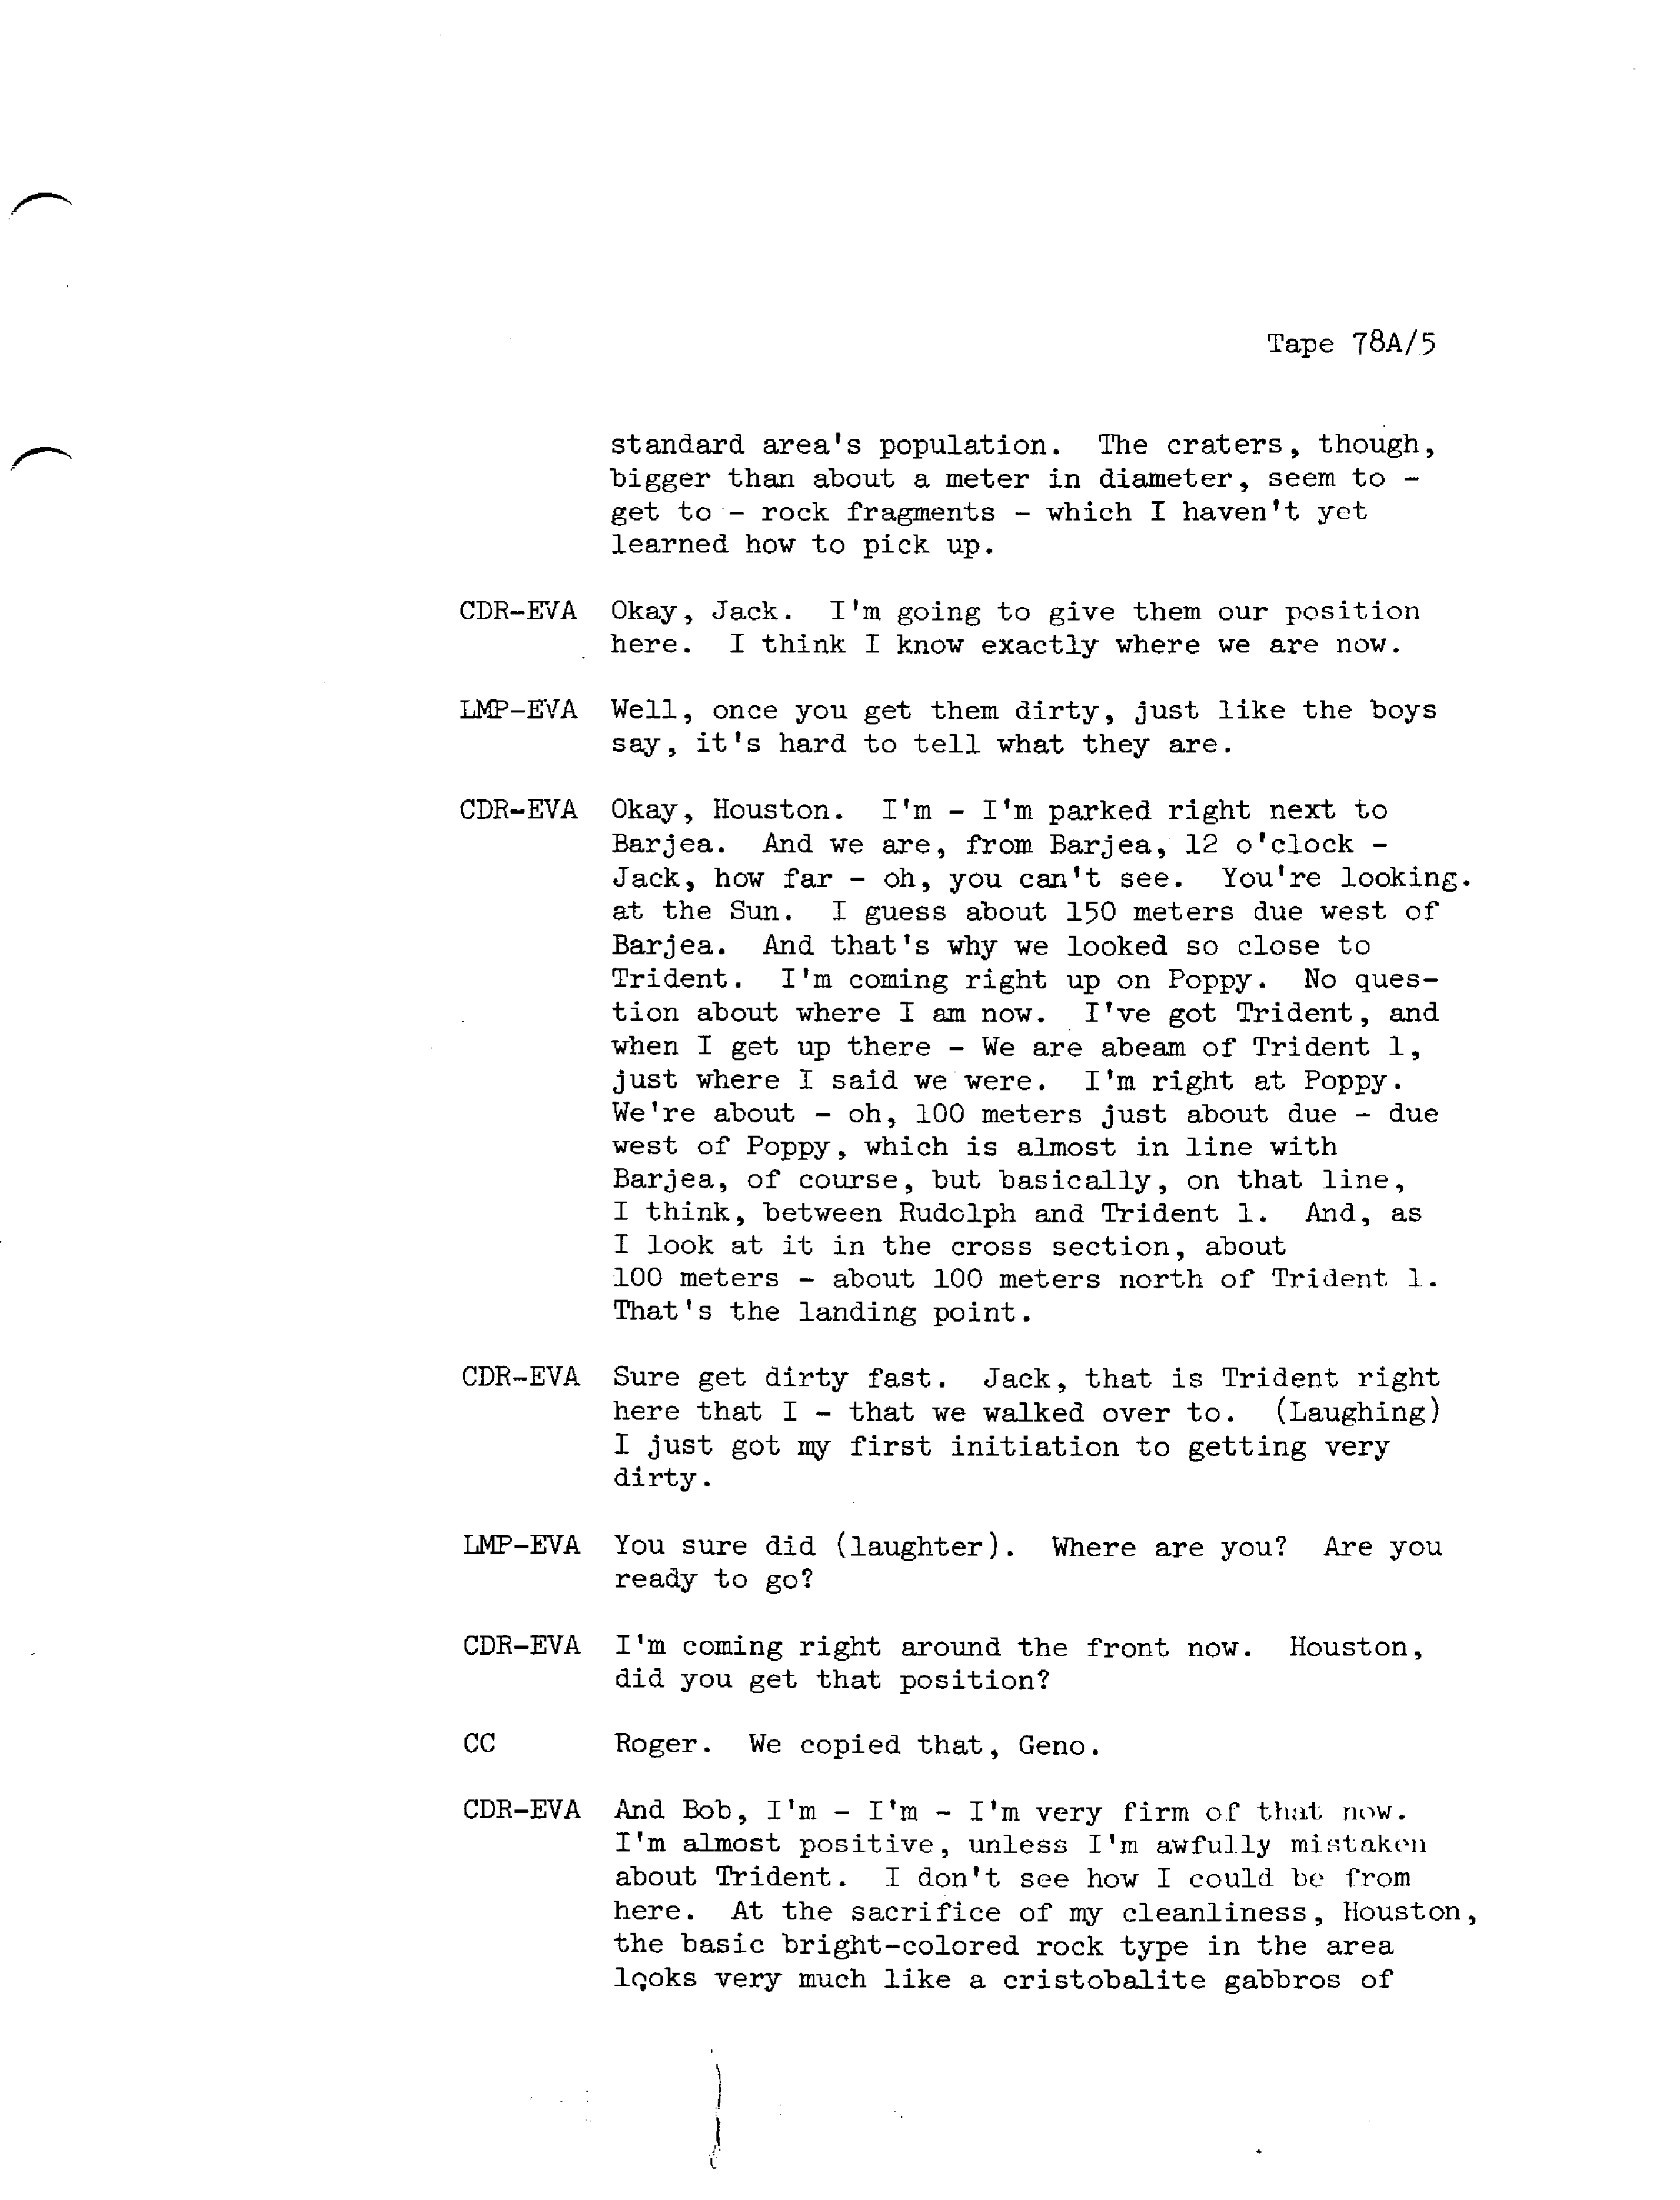 Tape 78A/5
standard area's population. The craters, though,
bigger than about a meter in diameter, seem to -
get to - rock fragments - which I haven't yet
learned how to pick up.
CDR-EVA Okay, Jack. I'm going to give them our position
here. I think I know exactly where we are now.
LMP-EVA Well, once you get them dirty, just like the boys
say, it's hard to tell what they are.
CDR-EVA Okay, Houston. I'm - I'm parked right next to
Barjea. And we are, from Barjea, 12 o'clock -
Jack, how far - oh, you can't see. You're looking.
at the Sun. I guess about 150 meters due west of
Barjea. And that's why we looked so close to
Trident. I'm coming right up on Poppy. No ques-
tion about where I am now. I've got Trident, and
when I get up there - We are abeam of Trident 1,
just where I said we were. I'm right at Poppy.
We're about - oh, 100 meters just about due - due
west of Poppy, which is almost in line with
Barjea, of course, but basically, on that line,
I think, between Rudolph and Trident 1. And, as
I look at it in the cross section, about
100 meters - about 100 meters north of Trident 1.
That's the landing point.
CDR-EVA Sure get dirty fast. Jack, that is Trident right
here that I - that we walked over to. (Laughing)
I just got my first initiation to getting very
dirty.
LMP-EVA You sure did (laughter). Where are you? Are you
ready to go?
CDR-EVA I'm coming right around the front now. Houston,
did you get that position?
CC Roger. We copied that, Geno.
CDR-EVA And Bob, I'm - I'm - I'm very firm of that now.
I'm almost positive, unless I'm awfully mistaken
about Trident. I don't see how I could be from
here. At the sacrifice of my cleanliness, Houston,
the basic bright-colored rock type in the area
looks very much like a cristobalite gabbros of